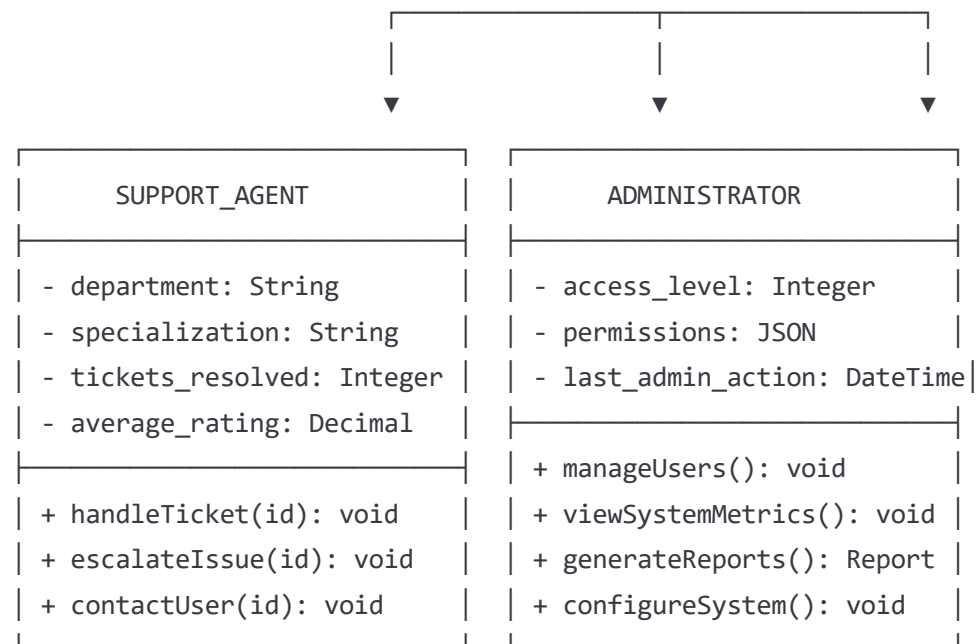 SUPPORT_AGENT
- department: String
- specialization: String
- tickets_resolved: Integer
- average_rating: Decimal
+ handleTicket(id): void
+ escalateIssue(id): void
+ contactUser(id): void
ADMINISTRATOR
- access_level: Integer
- permissions: JSON
- last_admin_action: DateTime
+ manageUsers(): void
+ viewSystemMetrics(): void
+ generateReports(): Report
+ configureSystem(): void